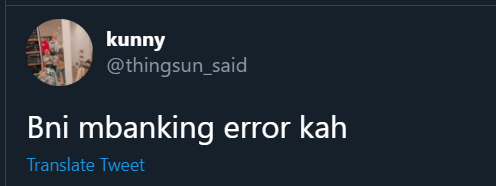 kunny
@thingsun_said
Bni mbanking error kah
Translate Tweet